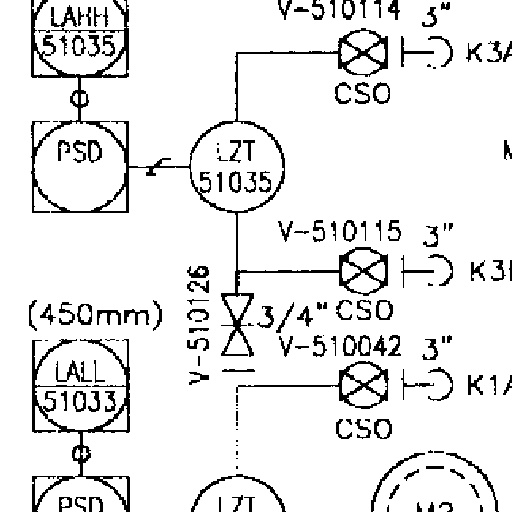 V-510114 3"
LAHH
51035
K3A
CSO
PSD
LZT
51035
V-510115 3"
K3
CSO
V-510126
3/4"
(450mm)
V-510042 3"
LALL
51033
K1A
CSO
PSD
LZT